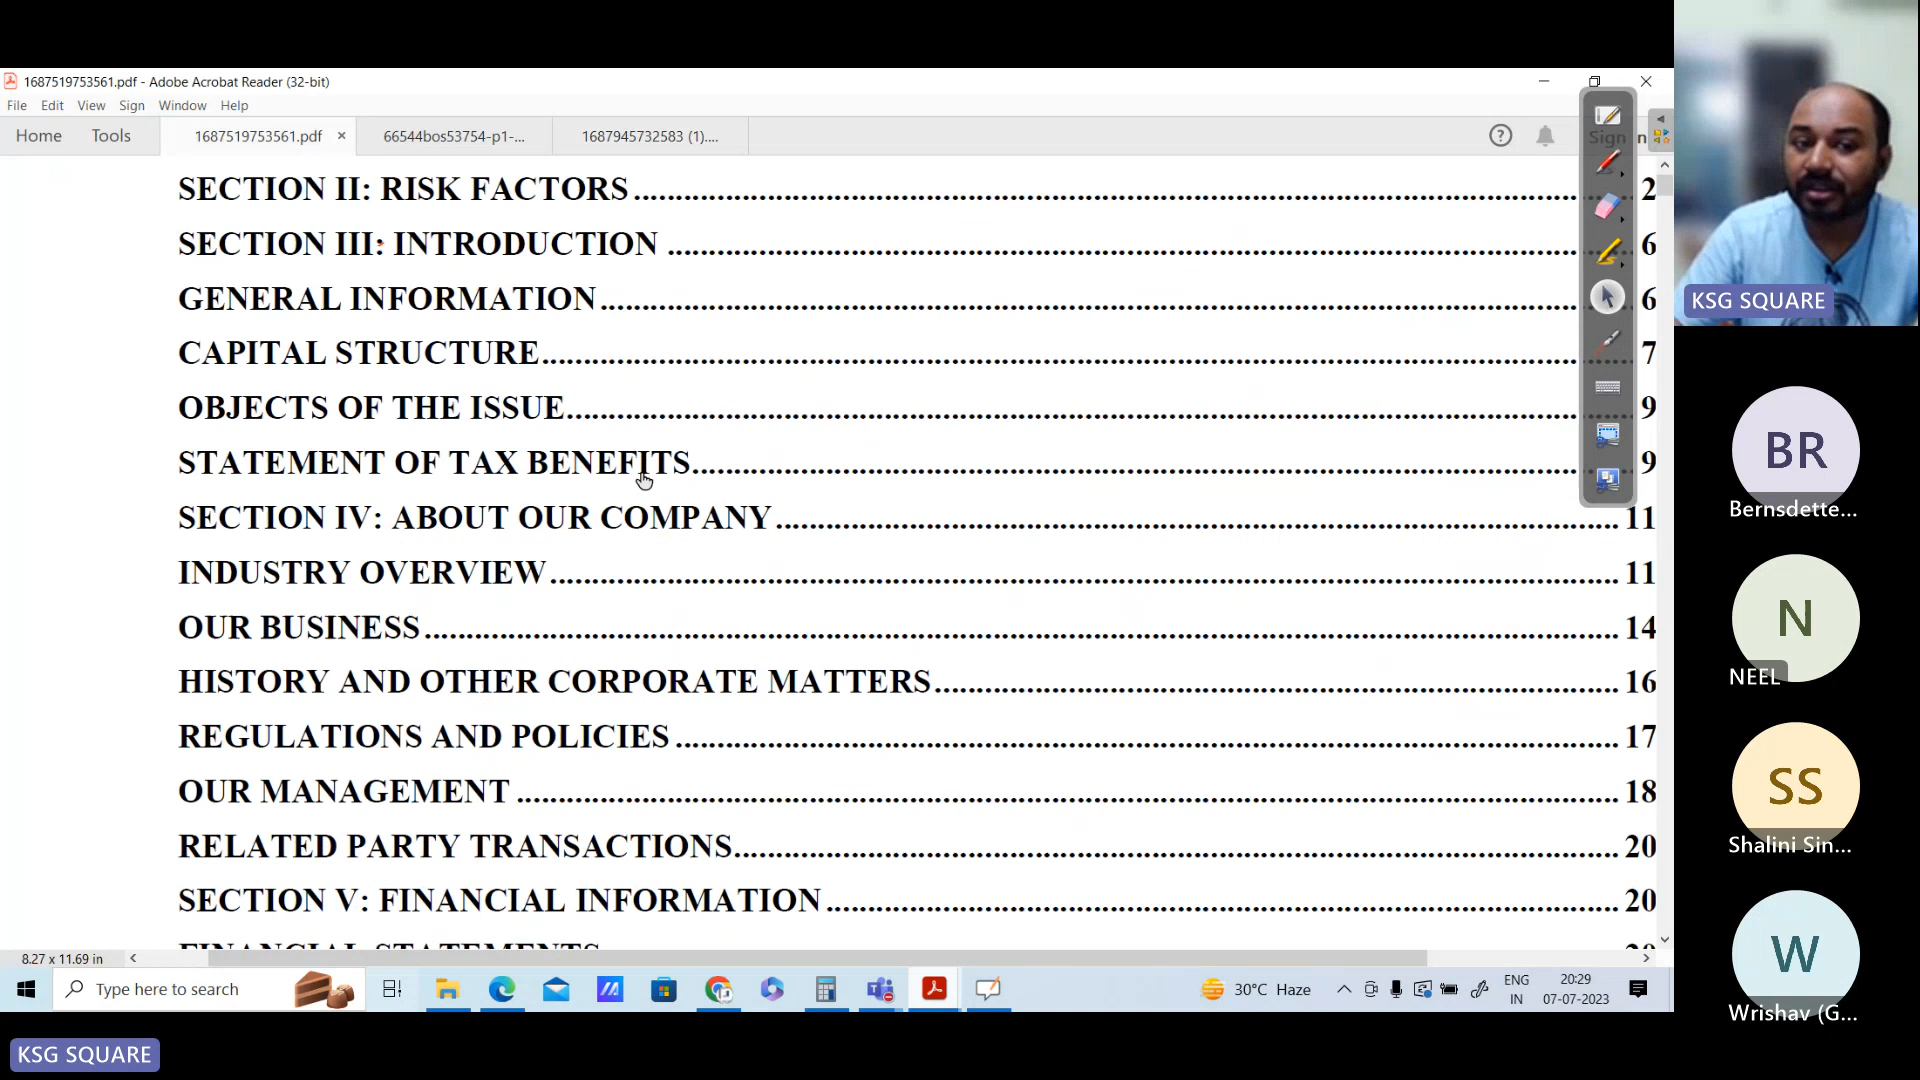 1687519753561.pdf - Adobe Acrobat Reader (32-bit)
File Edit View Sign Window Help
Home Tools 1687519753561.pdf × 66544bos53754-p1-... 1687945732583 (1).... Sign n
SECTION II: RISK FACTORS........ 2
SECTION III: INTRODUCTION ........ 6
GENERAL INFORMATION........ 6
CAPITAL STRUCTURE........ 7
OBJECTS OF THE ISSUE........ 9
STATEMENT OF TAX BENEFITS........ 9
SECTION IV: ABOUT OUR COMPANY........ 11
INDUSTRY OVERVIEW........ 11
OUR BUSINESS........ 14
HISTORY AND OTHER CORPORATE MATTERS........ 16
REGULATIONS AND POLICIES ........ 17
OUR MANAGEMENT ........ 18
RELATED PARTY TRANSACTIONS........ 20
SECTION V: FINANCIAL INFORMATION........ 20
FINANCIAL STATEMENTS........ 20
8.27 x 11.69 in
Type here to search
30°C Haze
ENG
IN
20:29
07-07-2023
KSG SQUARE
KSG SQUARE
BR
Bernsdette...
N
NEEL
SS
Shalini Sin...
W
Wrishav (G...